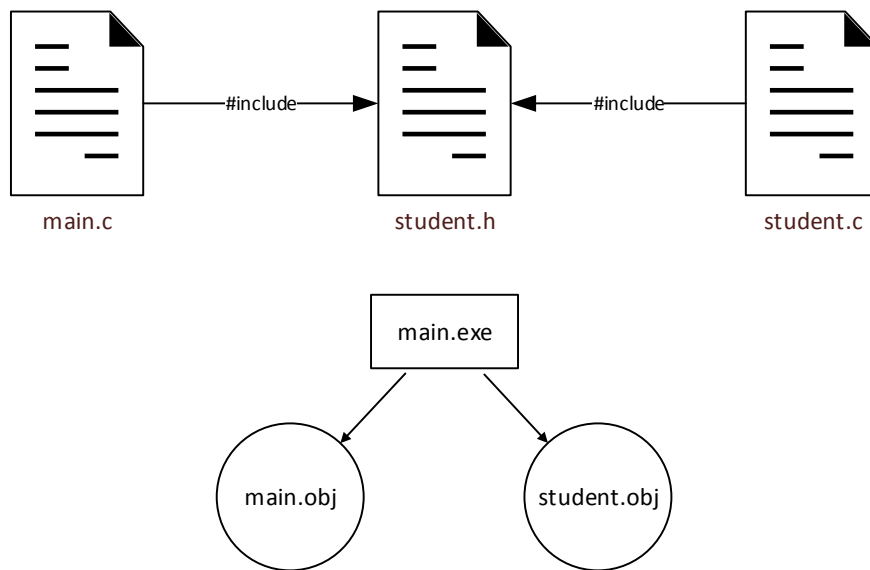 #include
#include
main.c
student.h
student.c
main.exe
main.obj
student.obj